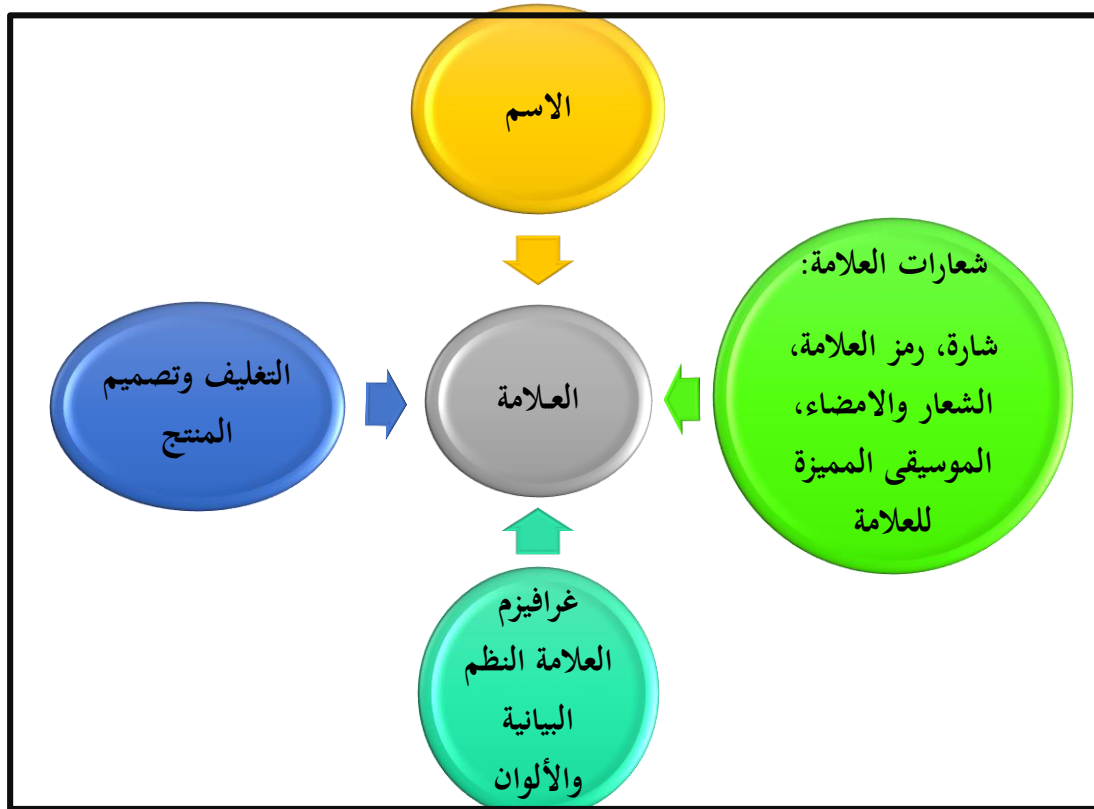 الاسم
شعارات العلامة:
شارة، رمز العلامة،
الشعار والامضاء،
الموسيقى المميزة
للعلامة
العـلامة
التغليف وتصميم
المنتج
غرافيزم
العلامة النظم
البيانية
والألوان